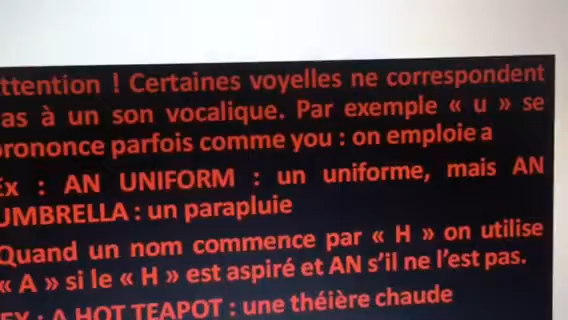 ttention ! Certaines voyelles ne correspondent
as à un son vocalique. Par exemple « u » se
prononce parfois comme you : on emploie a
Ex : AN UNIFORM : un uniforme, mais AN
UMBRELLA : un parapluie
Quand un nom commence par « H » on utilise
« A » si le « H » est aspiré et AN s'il ne l'est pas.
EX : A HOT TEAPOT : une théière chaude